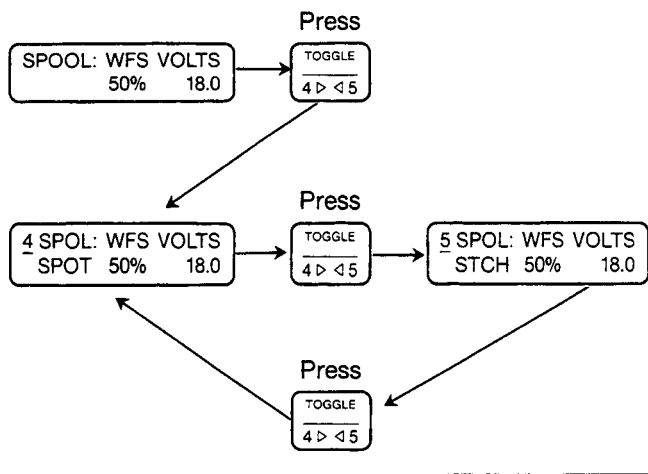 Press
SPOOL: WFS VOLTS
50% 18.0
TOGGLE
4 ▷ ◁ 5
Press
4 SPOL: WFS VOLTS
SPOT 50% 18.0
TOGGLE
4 ▷ ◁ 5
5 SPOL: WFS VOLTS
STCH 50% 18.0
Press
TOGGLE
4 ▷ ◁ 5